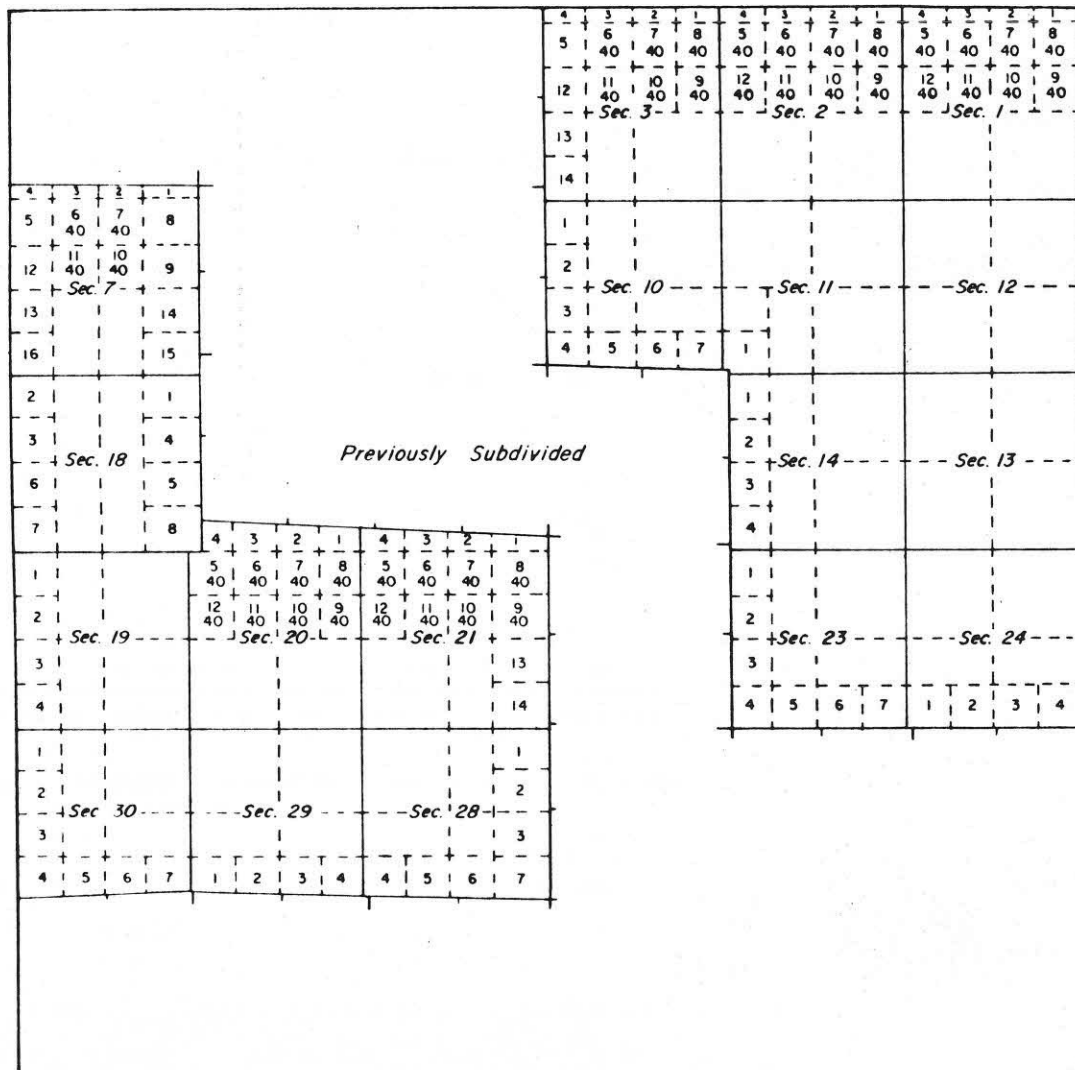 4 3 2 1 4 3 2 1 4 3 2 1
5 6 7 8 5 6 7 8 5 6 7 8
40 40 40 40 40 40 40 40 40 40 40
12 11 10 9 12 11 10 9 12 11 10 9
40 40 40 40 40 40 40 40 40 40 40
Sec. 3 Sec. 2 Sec. 1
13
14
4 3 2 1
5 6 7 8
40 40
12 11 10 9
40 40
Sec. 7
13 14
16 15
1
2
Sec. 10 Sec. 11 Sec. 12
3
4 5 6 7 1
2 1
3 4
Sec. 18
6 5
7 8
Previously Subdivided
1
2
Sec. 14 Sec. 13
3
4
4 3 2 1 4 3 2 1
5 6 7 8 5 6 7 8
40 40 40 40 40 40 40 40
12 11 10 9 12 11 10 9
40 40 40 40 40 40 40 40
1
2
Sec. 19 Sec. 20 Sec. 21
3 13
4 14
1
2
Sec. 23 Sec. 24
3
4 5 6 7 1 2 3 4
1 1
2 2
Sec. 30 Sec. 29 Sec. 28
3 3
4 5 6 7 1 2 3 4 4 5 6 7